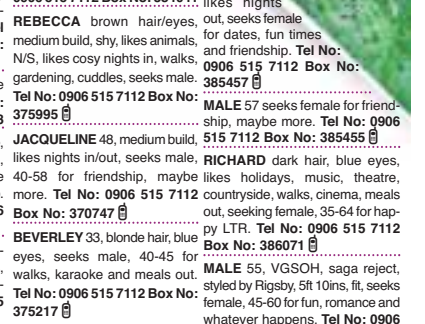 REBECCA brown hair/eyes,
medium build, shy, likes animals,
N/S, likes cosy nights in, walks,
gardening, cuddles, seeks male.
Tel No: 0906 515 7112 Box No:
375995
JACQUELINE 48, medium build,
likes nights in/out, seeks male,
40-58 for friendship, maybe
more. Tel No: 0906 515 7112
Box No: 370747
BEVERLEY 33, blonde hair, blue
eyes, seeks male, 40-45 for
walks, karaoke and meals out.
Tel No: 0906 515 7112 Box No:
375217
likes nights
out, seeks female
for dates, fun times
and friendship. Tel No:
0906 515 7112 Box No:
385457
MALE 57 seeks female for friend-
ship, maybe more. Tel No: 0906
515 7112 Box No: 385455
RICHARD dark hair, blue eyes,
likes holidays, music, theatre,
countryside, walks, cinema, meals
out, seeking female, 35-64 for hap-
py LTR. Tel No: 0906 515 7112
Box No: 386071
MALE 55, VGSOH, saga reject,
styled by Rigsby, 5ft 10ins, fit, seeks
female, 45-60 for fun, romance and
whatever happens. Tel No: 0906